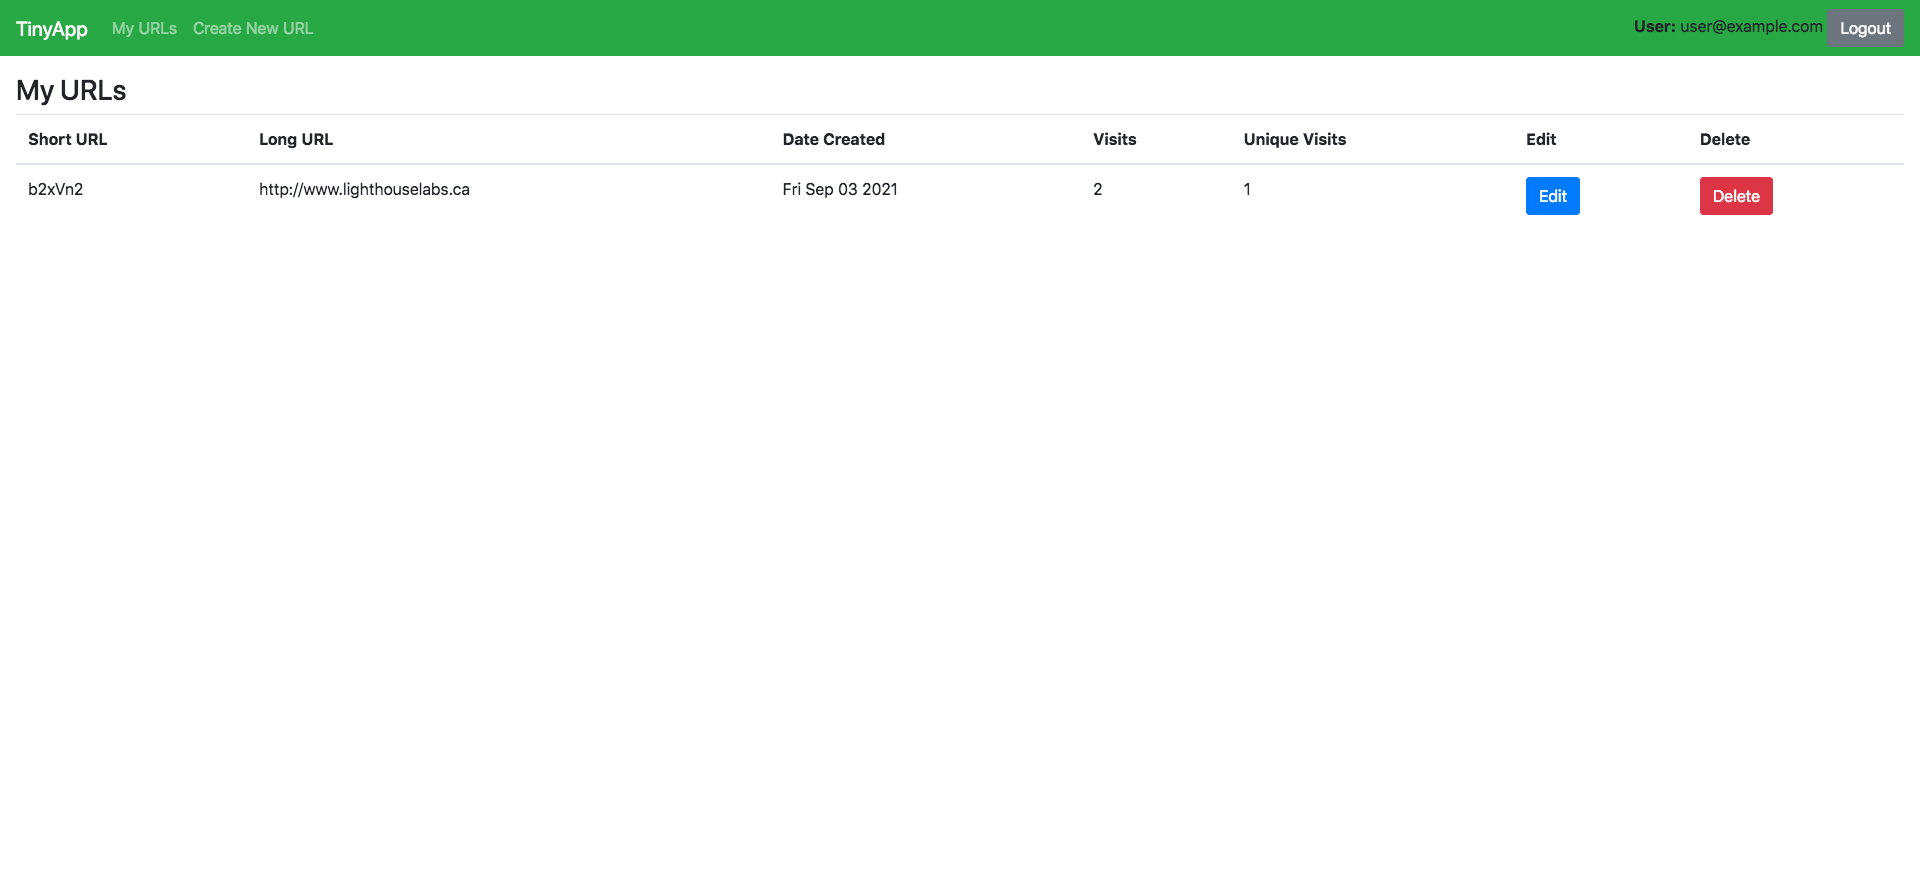 TinyApp My URLs Create New URL User: user@example.com Logout
My URLs
Short URL Long URL Date Created Visits Unique Visits Edit Delete
b2xVn2 http://www.lighthouselabs.ca Fri Sep 03 2021 2 1 Edit Delete